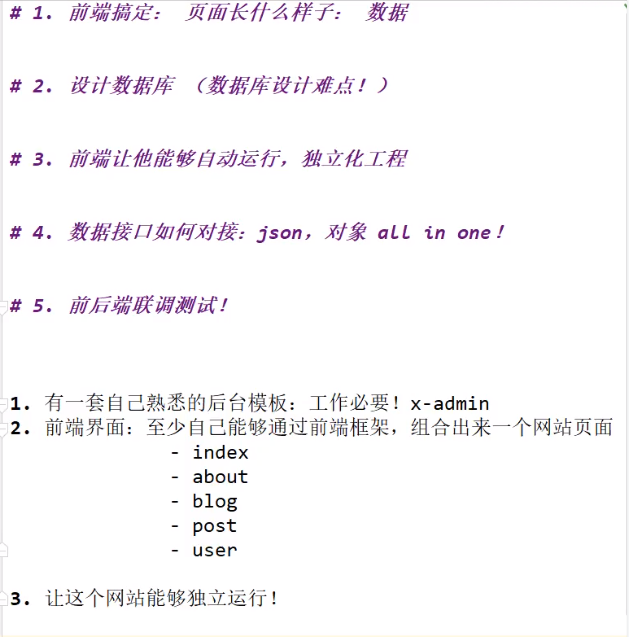 # 1. 前端搞定： 页面长什么样子： 数据
# 2. 设计数据库 （数据库设计难点！）
# 3. 前端让他能够自动运行，独立化工程
# 4. 数据接口如何对接：json，对象 all in one！
# 5. 前后端联调测试！
1. 有一套自己熟悉的后台模板：工作必要！x-admin
2. 前端界面：至少自己能够通过前端框架，组合出来一个网站页面
- index
- about
- blog
- post
- user
3. 让这个网站能够独立运行！